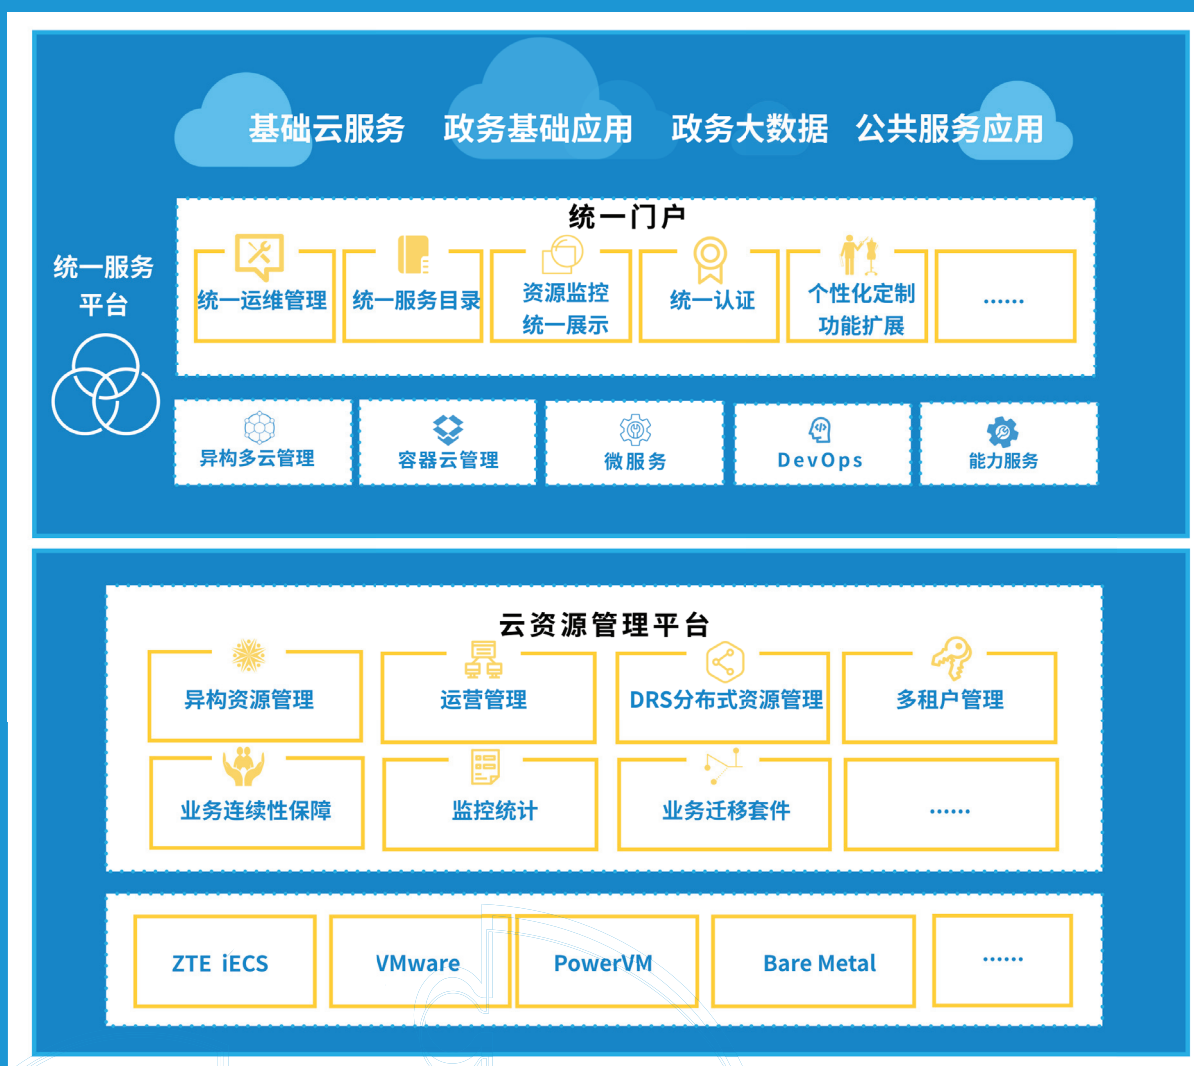 基础云服务 政务基础应用 政务大数据 公共服务应用
统一服务
平台
统一门户
统一运维管理
统一服务目录
资源监控
统一展示
统一认证
个性化定制
功能扩展
······
异构多云管理
容器云管理
微服务
DevOps
能力服务
云资源管理平台
异构资源管理
运营管理
DRS分布式资源管理
多租户管理
业务连续性保障
监控统计
业务迁移套件
······
ZTE iECS
VMware
PowerVM
Bare Metal
······